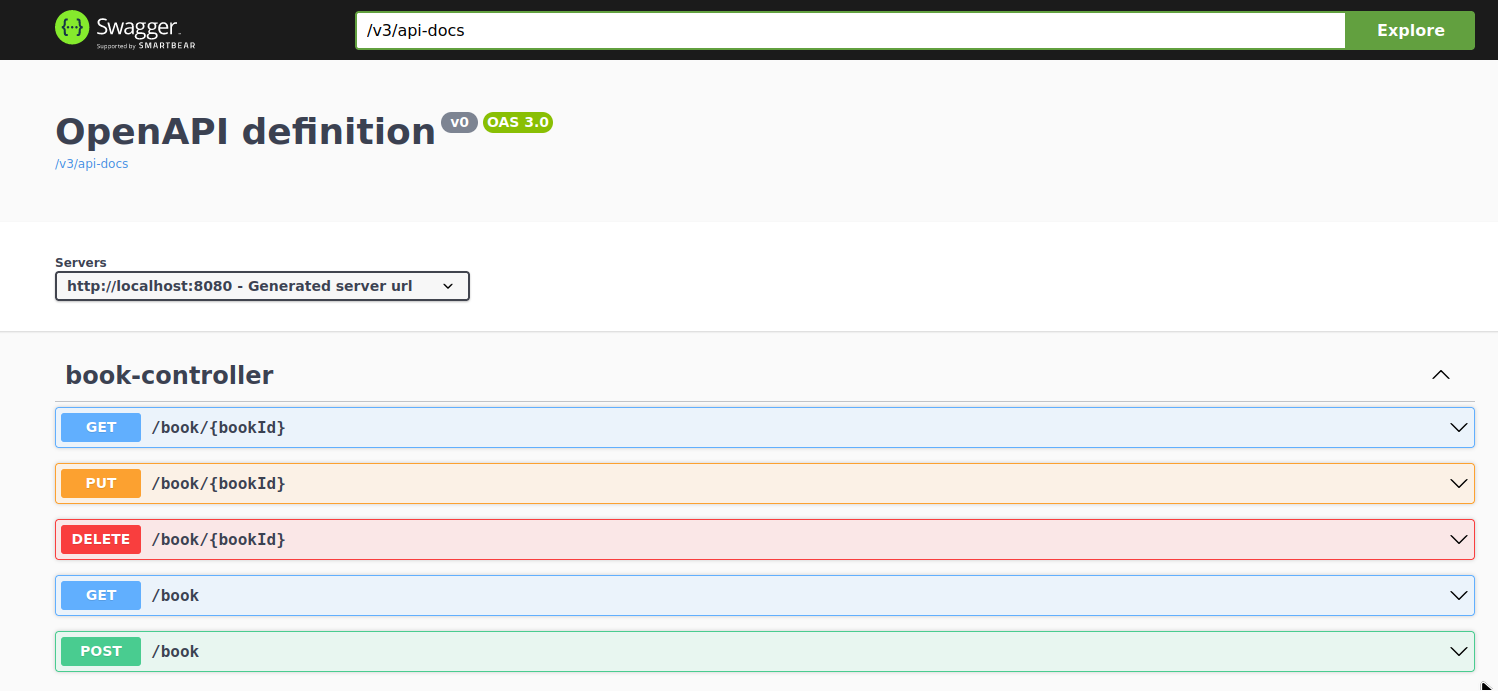 {···} Swagger.
Supported by SMARTBEAR
/v3/api-docs
Explore
OpenAPI definition v0 OAS 3.0
/v3/api-docs
Servers
http://localhost:8080 - Generated server url
book-controller
GET /book/{bookId}
PUT /book/{bookId}
DELETE /book/{bookId}
GET /book
POST /book